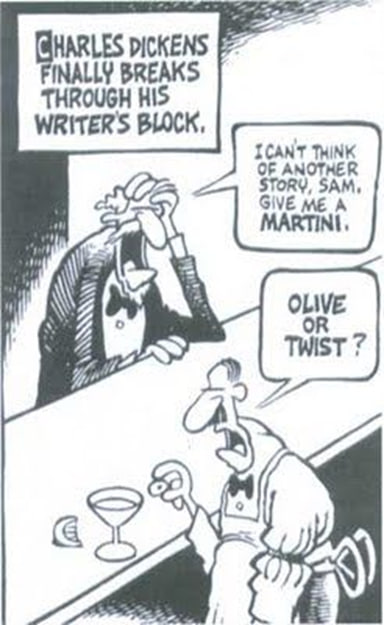 CHARLES DICKENS
FINALLY BREAKS
THROUGH HIS
WRITER'S BLOCK.
I CAN'T THINK
OF ANOTHER
STORY, SAM.
GIVE ME A
MARTINI.
OLIVE
OR
TWIST?